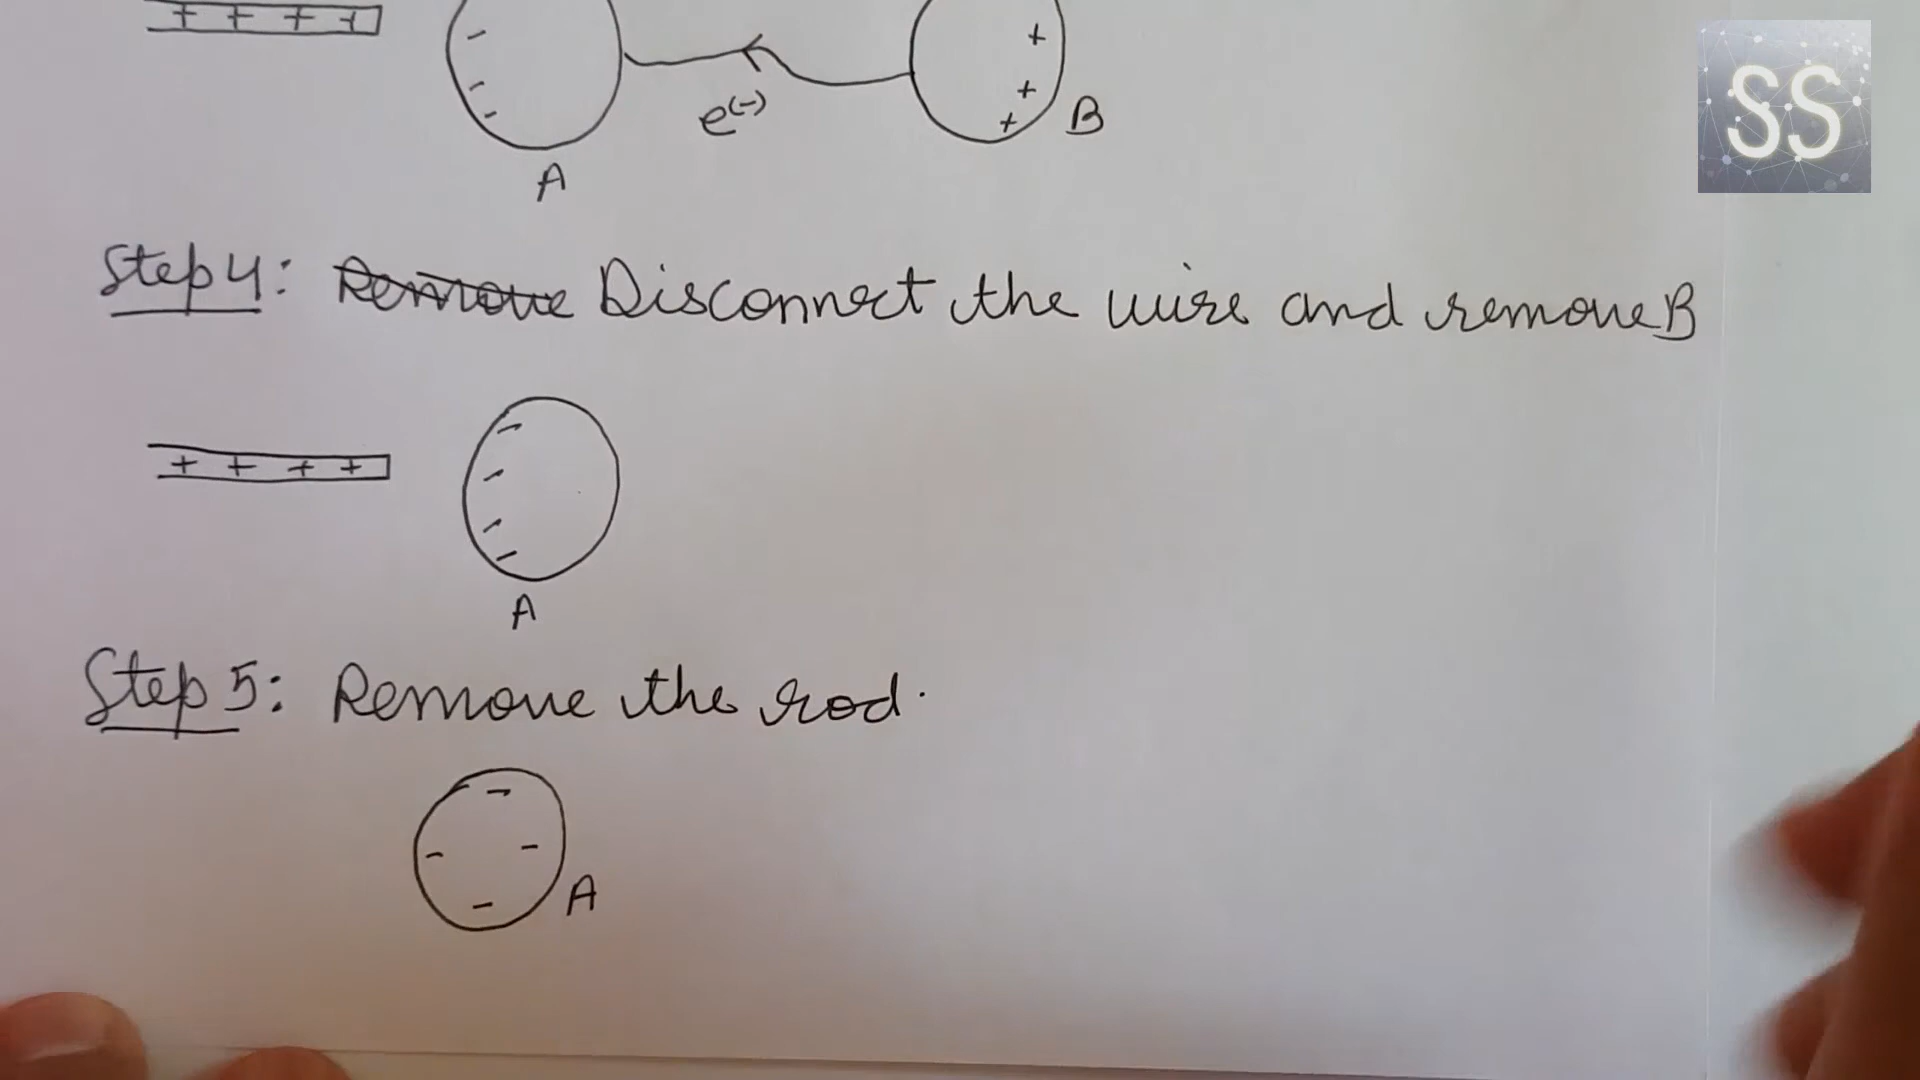 + + + +
- - -
+ + +
e(-)
B
A
SS
Step 4: Remove Disconnect the wire and remove B
+ + + +
- - - -
A
Step 5: Remove the rod.
- - - -
A